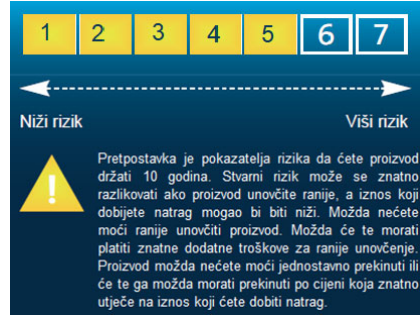 1 2 3 4 5 6 7
Niži rizik Viši rizik
Pretpostavka je pokazatelja rizika da ćete proizvod
držati 10 godina. Stvarni rizik može se znatno
razlikovati ako proizvod unovčite ranije, a iznos koji
dobijete natrag mogao bi biti niži. Možda nećete
moći ranije unovčiti proizvod. Možda će te morati
platiti znatne dodatne troškove za ranije unovčenje.
Proizvod možda nećete moći jednostavno prekinuti ili
će te ga možda morati prekinuti po cijeni koja znatno
utječe na iznos koji ćete dobiti natrag.